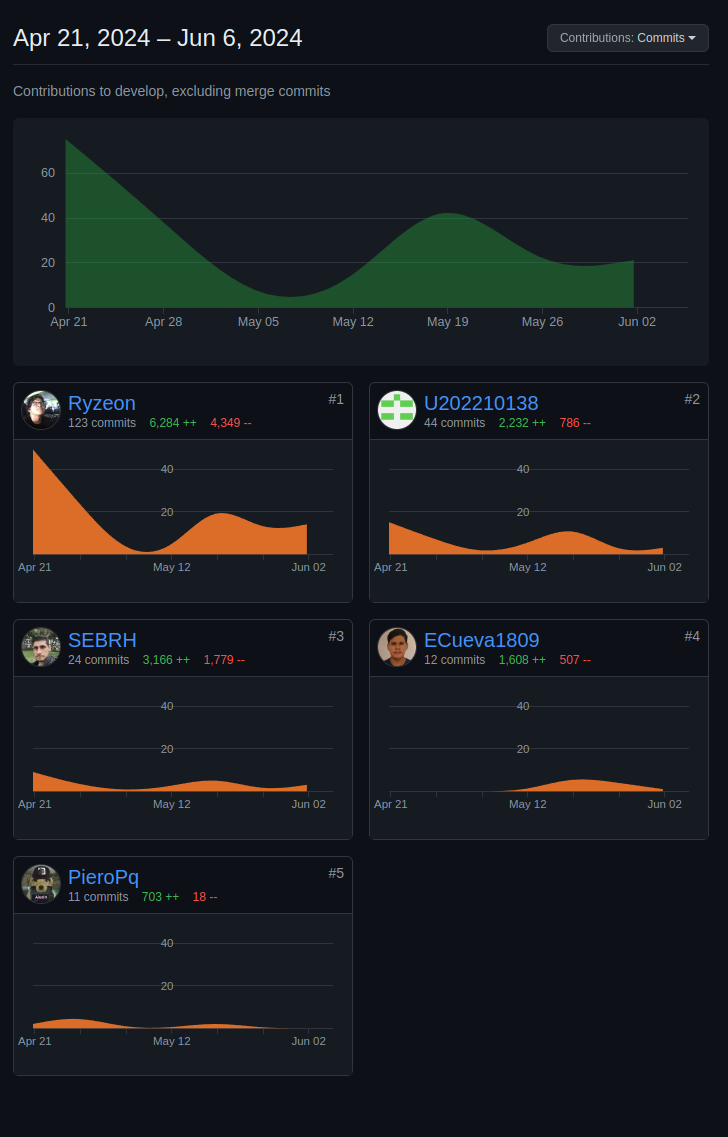 Apr 21, 2024 – Jun 6, 2024
Contributions: Commits
Contributions to develop, excluding merge commits
60
40
20
0
Apr 21 Apr 28 May 05 May 12 May 19 May 26 Jun 02
Ryzeon #1
123 commits 6,284 ++ 4,349 --
40
20
Apr 21 May 12 Jun 02
U202210138 #2
44 commits 2,232 ++ 786 --
40
20
Apr 21 May 12 Jun 02
SEBRH #3
24 commits 3,166 ++ 1,779 --
40
20
Apr 21 May 12 Jun 02
ECueva1809 #4
12 commits 1,608 ++ 507 --
40
20
Apr 21 May 12 Jun 02
PieroPq #5
11 commits 703 ++ 18 --
40
20
Apr 21 May 12 Jun 02